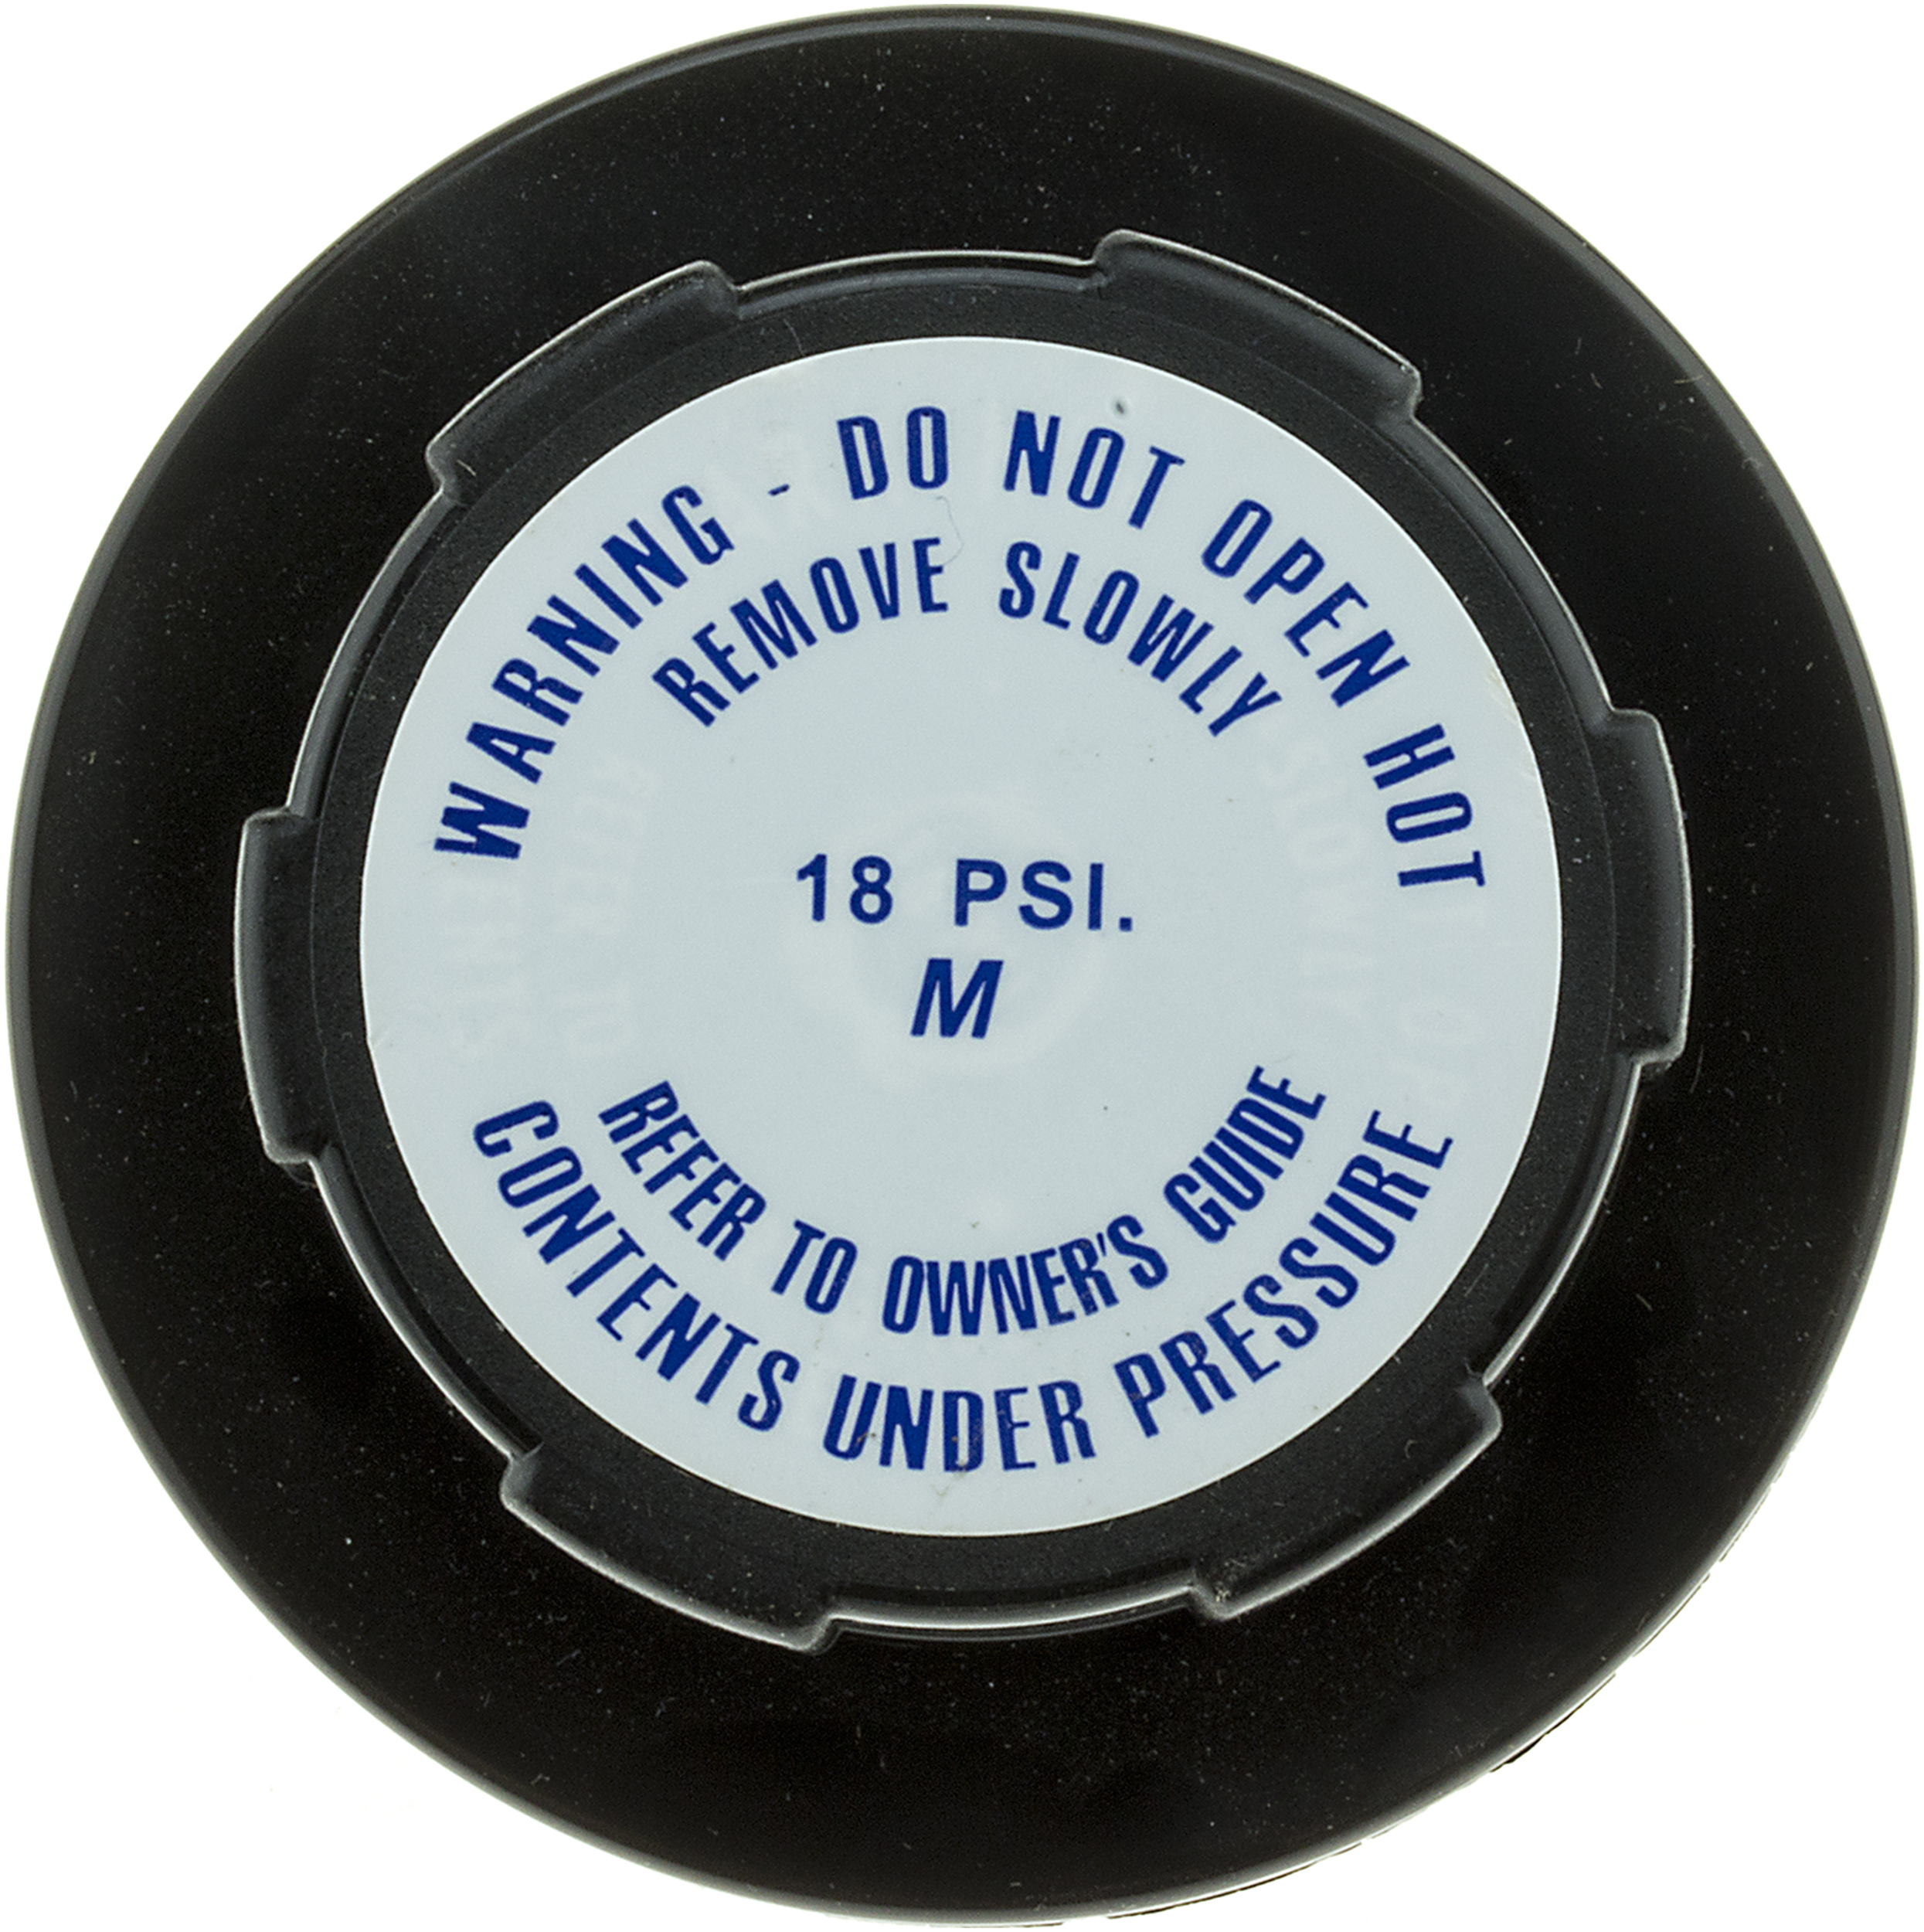 WARNING - DO NOT OPEN HOT
REMOVE SLOWLY
18 PSI.
M
REFER TO OWNER'S GUIDE
CONTENTS UNDER PRESSURE